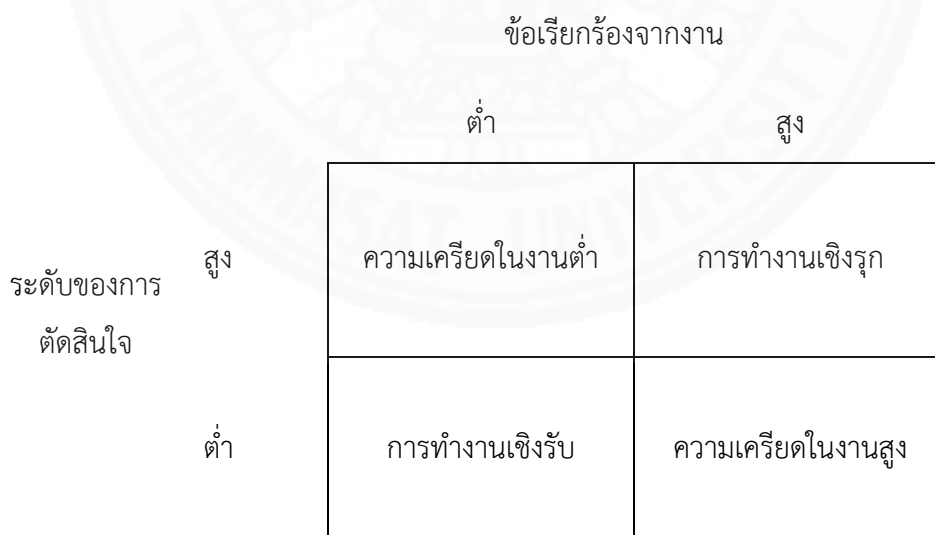 ข้อเรียกร้องจากงาน
ต่ำ สูง
สูง ความเครียดในงานต่ำ การทำงานเชิงรุก
ระดับของการ
ตัดสินใจ
ต่ำ การทำงานเชิงรับ ความเครียดในงานสูง
THAMMASAT UNIVERSITY